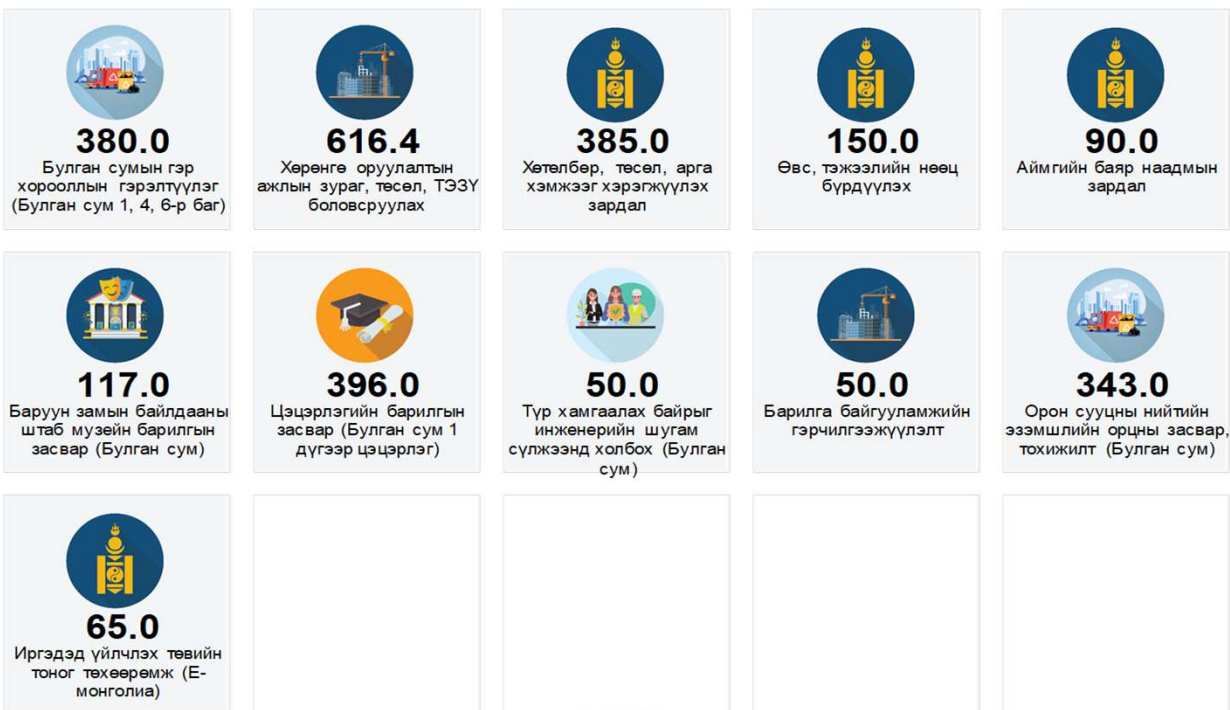 380.0
Булган сумын гэр
хорооллын гэрэлтүүлэг
(Булган сум 1, 4, 6-р баг)
616.4
Хөрөнгө оруулалтын
ажлын зураг, төсөл, ТЭЗҮ
боловсруулах
385.0
Хөтөлбөр, төсөл, арга
хэмжээг хэрэгжүүлэх
зардал
150.0
Өвс, тэжээлийн нөөц
бүрдүүлэх
90.0
Аймгийн баяр наадмын
зардал
117.0
Баруун замын байлдааны
штаб музейн барилгын
засвар (Булган сум)
396.0
Цэцэрлэгийн барилгын
засвар (Булган сум 1
дүгээр цэцэрлэг)
50.0
Түр хамгаалах байрыг
инженерийн шугам
сүлжээнд холбох (Булган
сум)
50.0
Барилга байгууламжийн
гэрчилгээжүүлэлт
343.0
Орон сууцны нийтийн
эзэмшлийн орцны засвар,
тохижилт (Булган сум)
65.0
Иргэдэд үйлчлэх төвийн
тоног төхөөрөмж (Е-
монголиа)